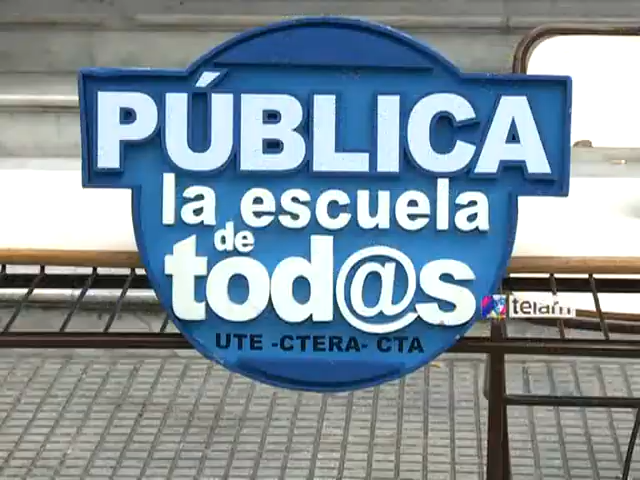 PÚBLICA
la escuela
de
tod@s
UTE -CTERA- CTA
telam